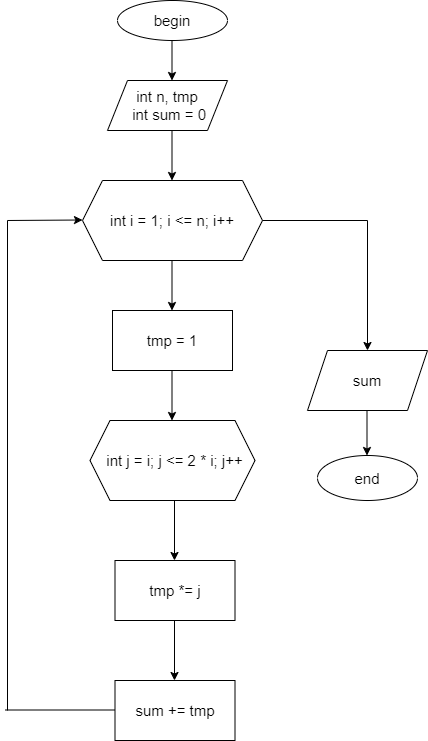 begin
int n, tmp
int sum = 0
int i = 1; i <= n; i++
tmp = 1
int j = i; j <= 2 * i; j++
tmp *= j
sum += tmp
sum
end